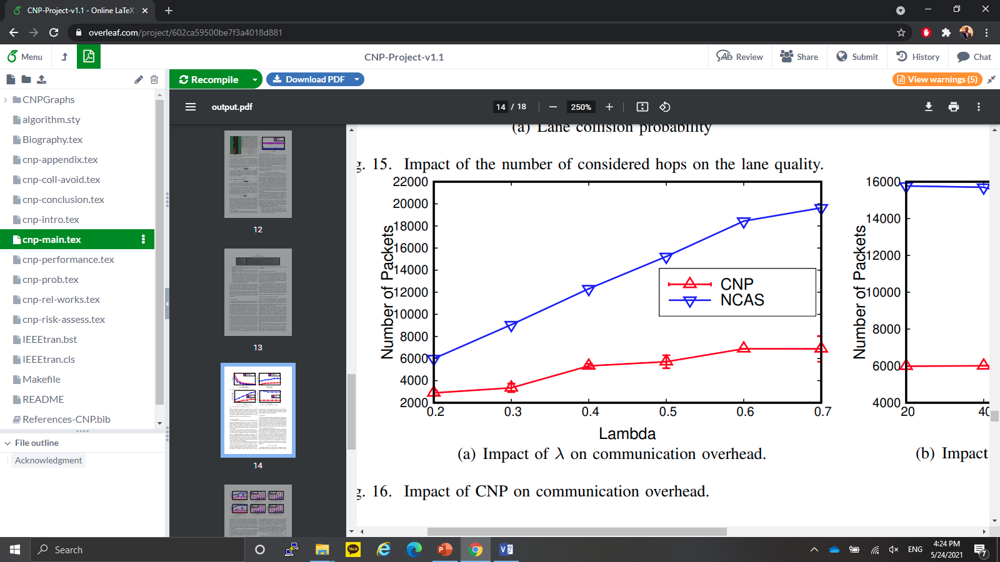 CNP-Project-v1.1 - Online LaTeX
overleaf.com/project/602ca59500be7f3a4018d881
Menu
CNP-Project-v1.1
Review
Share
Submit
History
Chat
Recompile
Download PDF
View warnings (5)
CNPGraphs
algorithm.sty
Biography.tex
cnp-appendix.tex
cnp-coll-avoid.tex
cnp-conclusion.tex
cnp-intro.tex
cnp-main.tex
cnp-performance.tex
cnp-prob.tex
cnp-rel-works.tex
cnp-risk-assess.tex
IEEEtran.bst
IEEEtran.cls
Makefile
README
References-CNP.bib
File outline
Acknowledgment
output.pdf
14 / 18
250%
12
13
14
(a) Lane collision probability
g. 15. Impact of the number of considered hops on the lane quality.
22000
20000
18000
16000
14000
12000
10000
8000
6000
4000
2000
Number of Packets
CNP
NCAS
0.2 0.3 0.4 0.5 0.6 0.7
Lambda
(a) Impact of λ on communication overhead.
16000
14000
12000
10000
8000
6000
4000
Number of Packets
20 40
(b) Impact
g. 16. Impact of CNP on communication overhead.
Search
TALK
ENG
4:24 PM
5/24/2021
7